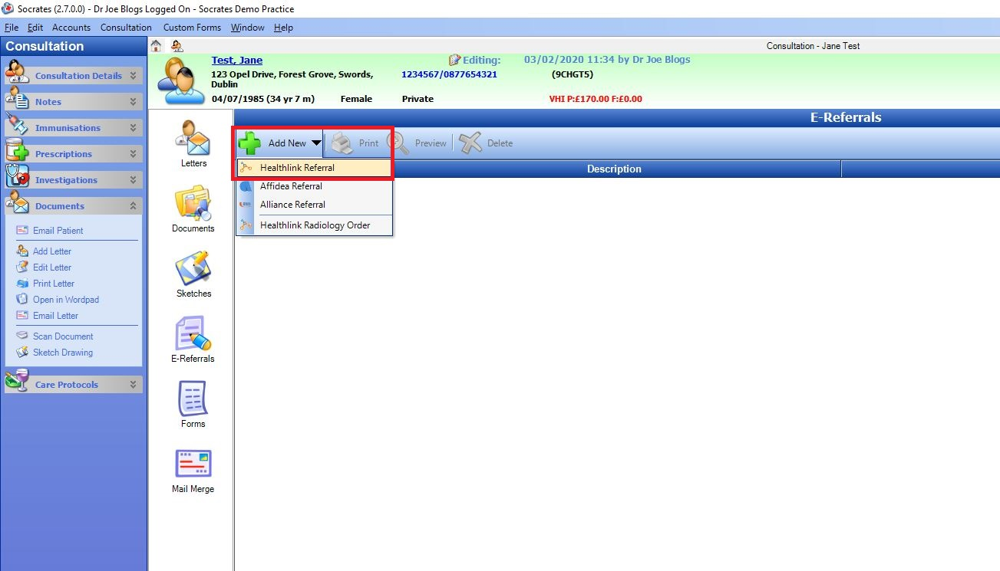 Socrates (2.7.0.0) - Dr Joe Blogs Logged On - Socrates Demo Practice
File Edit Accounts Consultation Custom Forms Window Help
Consultation
Consultation Details
Notes
Immunisations
Prescriptions
Investigations
Documents
Email Patient
Add Letter
Edit Letter
Print Letter
Open in Wordpad
Email Letter
Scan Document
Sketch Drawing
Care Protocols
Consultation - Jane Test
Test, Jane Editing: 03/02/2020 11:34 by Dr Joe Blogs
123 Opel Drive, Forest Grove, Swords, 1234567/0877654321 (9CHGT5)
Dublin
04/07/1985 (34 yr 7 m) Female Private VHI P:£170.00 F:£0.00
Letters
Documents
Sketches
E-Referrals
Forms
Mail Merge
E-Referrals
Add New Print Preview Delete
Description
Healthlink Referral
Affidea Referral
Alliance Referral
Healthlink Radiology Order